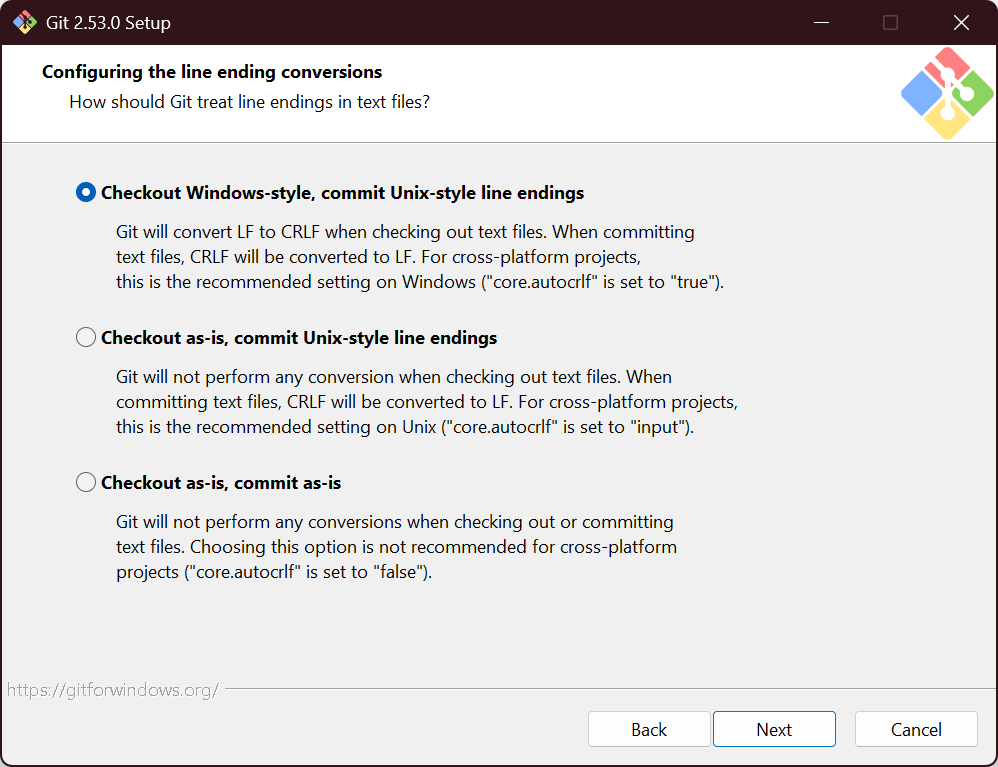 Git 2.53.0 Setup
Configuring the line ending conversions
How should Git treat line endings in text files?
Checkout Windows-style, commit Unix-style line endings
Git will convert LF to CRLF when checking out text files. When committing
text files, CRLF will be converted to LF. For cross-platform projects,
this is the recommended setting on Windows ("core.autocrlf" is set to "true").
Checkout as-is, commit Unix-style line endings
Git will not perform any conversion when checking out text files. When
committing text files, CRLF will be converted to LF. For cross-platform projects,
this is the recommended setting on Unix ("core.autocrlf" is set to "input").
Checkout as-is, commit as-is
Git will not perform any conversions when checking out or committing
text files. Choosing this option is not recommended for cross-platform
projects ("core.autocrlf" is set to "false").
https://gitforwindows.org/
Back Next Cancel